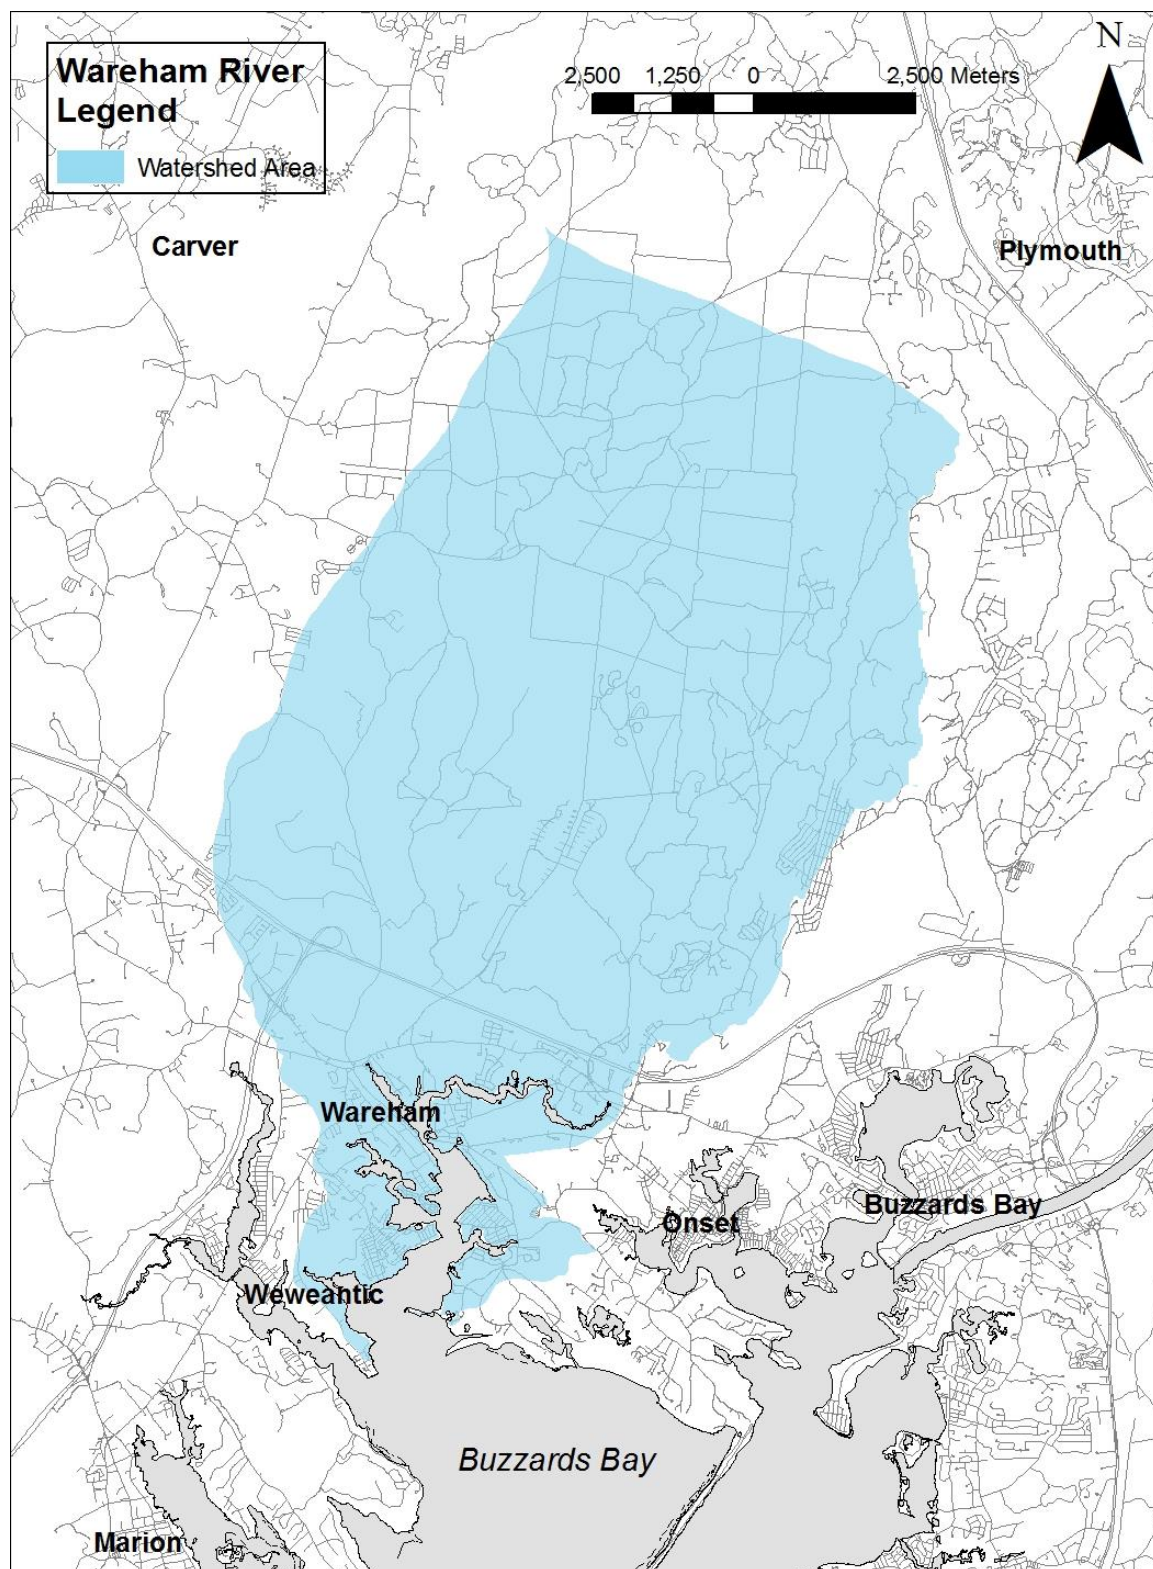 Wareham River
Legend
Watershed Area
2,500 1,250 0 2,500 Meters
N
Carver
Plymouth
Wareham
Onset
Buzzards Bay
Weweantic
Buzzards Bay
Marion